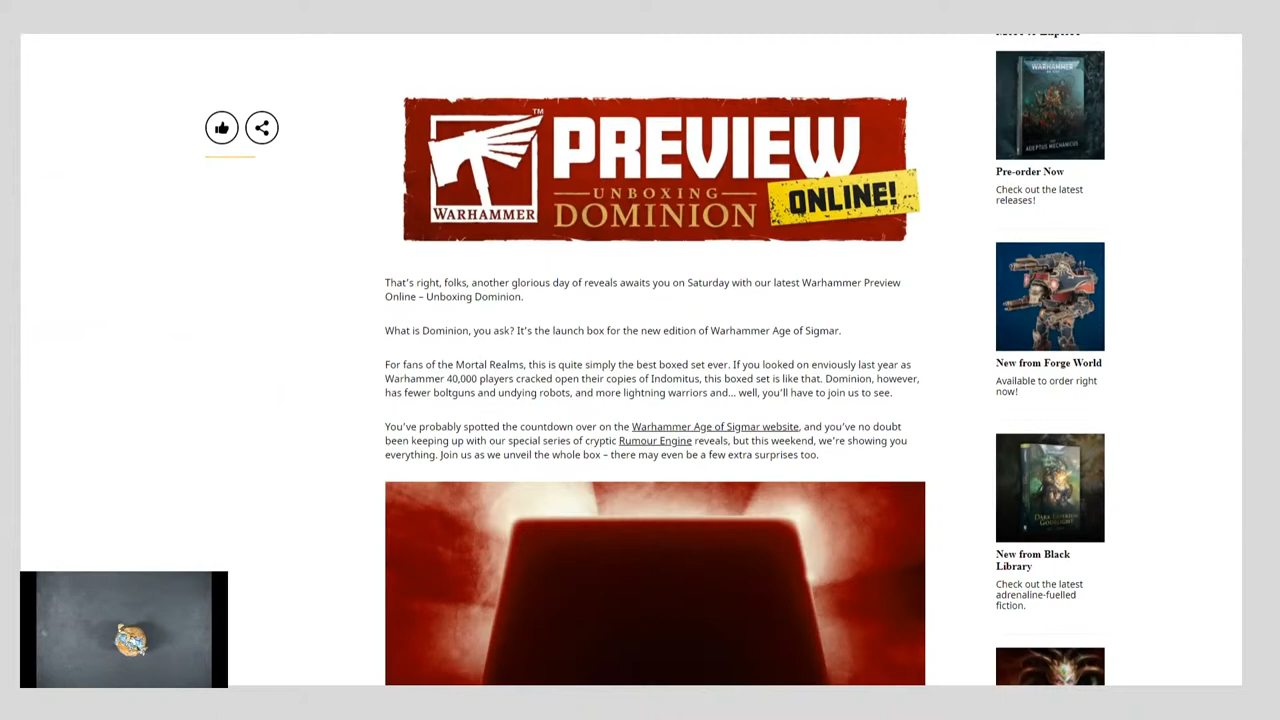 TM
WARHAMMER
PREVIEW
UNBOXING
DOMINION
ONLINE!
That's right, folks, another glorious day of reveals awaits you on Saturday with our latest Warhammer Preview
Online – Unboxing Dominion.
What is Dominion, you ask? It's the launch box for the new edition of Warhammer Age of Sigmar.
For fans of the Mortal Realms, this is quite simply the best boxed set ever. If you looked on enviously last year as
Warhammer 40,000 players cracked open their copies of Indomitus, this boxed set is like that. Dominion, however,
has fewer boltguns and undying robots, and more lightning warriors and... well, you'll have to join us to see.
You've probably spotted the countdown over on the Warhammer Age of Sigmar website, and you've no doubt
been keeping up with our special series of cryptic Rumour Engine reveals, but this weekend, we're showing you
everything. Join us as we unveil the whole box – there may even be a few extra surprises too.
WARHAMMER
ADEPTUS MECHANICUS
Pre-order Now
Check out the latest
releases!
New from Forge World
Available to order right
now!
DARK IMPERIUM
GODBLIGHT
New from Black
Library
Check out the latest
adrenaline-fuelled
fiction.